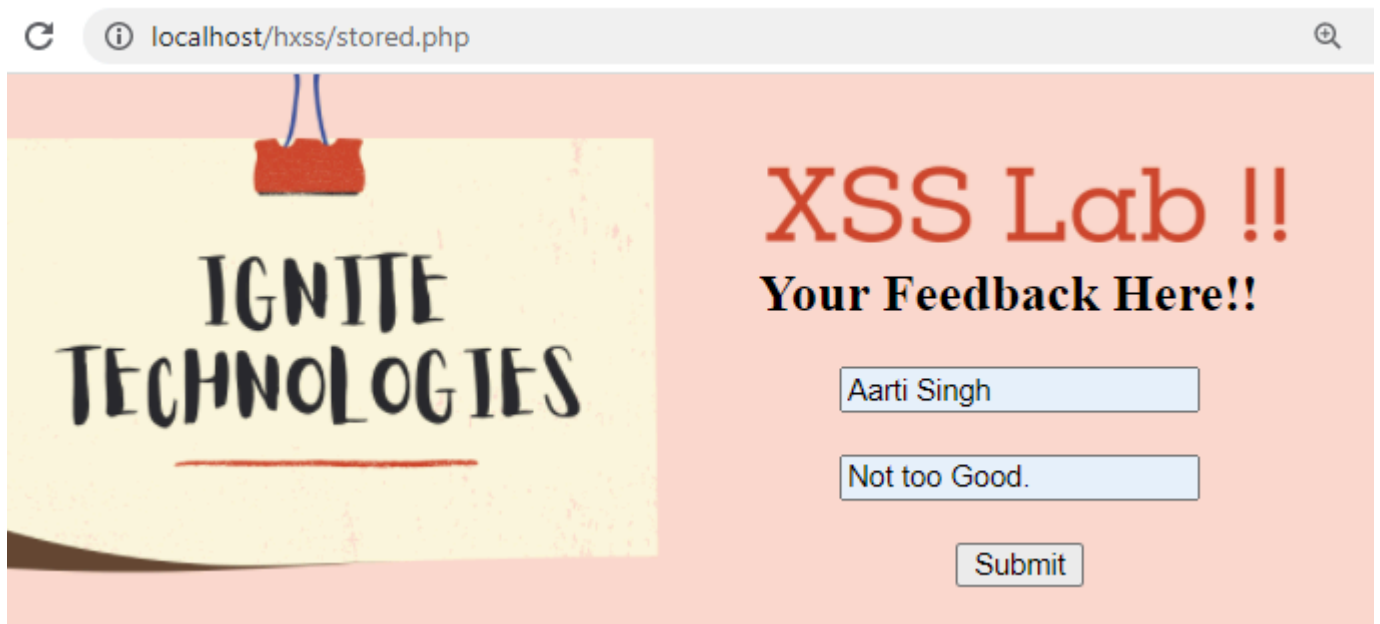 localhost/hxss/stored.php
IGNITE
TECHNOLOGIES
XSS Lab !!
Your Feedback Here!!
Aarti Singh
Not too Good.
Submit